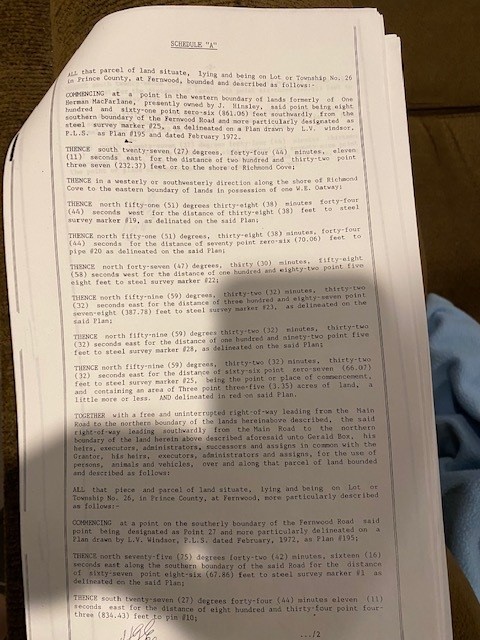 SCHEDULE "A"
ALL that parcel of land situate, lying and being on Lot or Township No. 26
in Prince County, at Fernwood, bounded and described as follows:-
COMMENCING at a point in the western boundary of lands formerly of One
Herman MacFarlane, presently owned by J. Hinsley, said point being eight
hundred and sixty-one point zero-six (861.06) feet southwardly from the
southern boundary of the Fernwood Road and more particularly designated as
steel survey marker #25, as delineated on a Plan drawn by L.V. windsor,
P.L.S. as Plan #195 and dated February 1972.
THENCE south twenty-seven (27) degrees, forty-four (44) minutes, eleven
(11) seconds east for the distance of two hundred and thirty-two point
three seven (232.37) feet or to the shore of Richmond Cove;
THENCE in a westerly or southwesterly direction along the shore of Richmond
Cove to the eastern boundary of lands in possession of one W.E. Oatway;
THENCE north fifty-one (51) degrees thirty-eight (38) minutes forty-four
(44) seconds west for the distance of thirty-eight (38) feet to steel
survey marker #19, as delinated on the said Plan;
THENCE north fifty-one (51) degrees, thirty-eight (38) minutes, forty-four
(44) seconds for the distance of seventy point zero-six (70.06) feet to
pipe #20 as delineated on the said Plan;
THENCE north forty-seven (47) degrees, thirty (30) minutes, fifty-eight
(58) seconds west for the distance of one hundred and eighty-two point five
eight feet to steel survey marker #22;
THENCE north fifty-nine (59) degrees, thirty-two (32) minutes, thirty-two
(32) seconds east for the distance of three hundred and eighty-seven point
seven-eight (387.78) feet to steel survey marker #23, as delineated on the
said Plan;
THENCE north fifty-nine (59) degrees thirty-two (32) minutes, thirty-two
(32) seconds east for the distance of one hundred and ninety-two point five
feet to steel survey marker #28, as delineated on the said Plan;
THENCE north fifty-nine (59) degrees, thirty-two (32) minutes, thirty-two
(32) seconds east for the distance of sixty-six point zero-seven (66.07)
feet to steel survey marker #25, being the point or place of commencement,
and containing an area of Three point three-five (3.35) acres of land, a
little more or less. AND delineated in red on said Plan.
TOGETHER with a free and uninterrupted right-of-way leading from the Main
Road to the northern boundary of the lands hereinabove described, the said
right-of-way leading southwardly from the Main Road to the northern
boundary of the land herein above described aforesaid unto Gerald Box, his
heirs, executors, administrators, successors and assigns in common with the
Grantor, his heirs, executors, administrators and assigns, for the use of
persons, animals and vehicles, over and along that parcel of land bounded
and described as follows:
ALL that piece and parcel of land situate, lying and being on Lot or
Township No. 26, in Prince County, at Fernwood, more particularly described
as follows:-
COMMENCING at a point on the southerly boundary of the Fernwood Road said
point being designated as Point 27 and more particularly delineated on a
Plan drawn by L.V. Windsor, P.L.S. dated February, 1972, as Plan #195;
THENCE north seventy-five (75) degrees forty-two (42) minutes, sixteen (16)
seconds east along the southern boundary of the said Road for the distance
of sixty-seven point eight-six (67.86) feet to steel survey marker #1 as
delineated on the said Plan;
THENCE south twenty-seven (27) degrees forty-four (44) minutes eleven (11)
seconds east for the distance of eight hundred and thirty-four point four-
three (834.43) feet to pin #10;
.../2